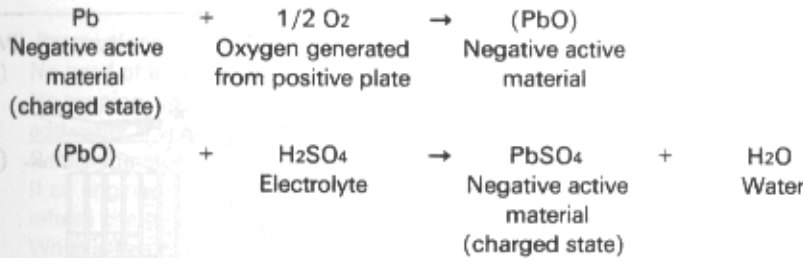 Pb + 1/2 O2 → (PbO)
Negative active Oxygen generated Negative active
material from positive plate material
(charged state)
(PbO) + H2SO4 → PbSO4 + H2O
Electrolyte Negative active Water
material
(charged state)